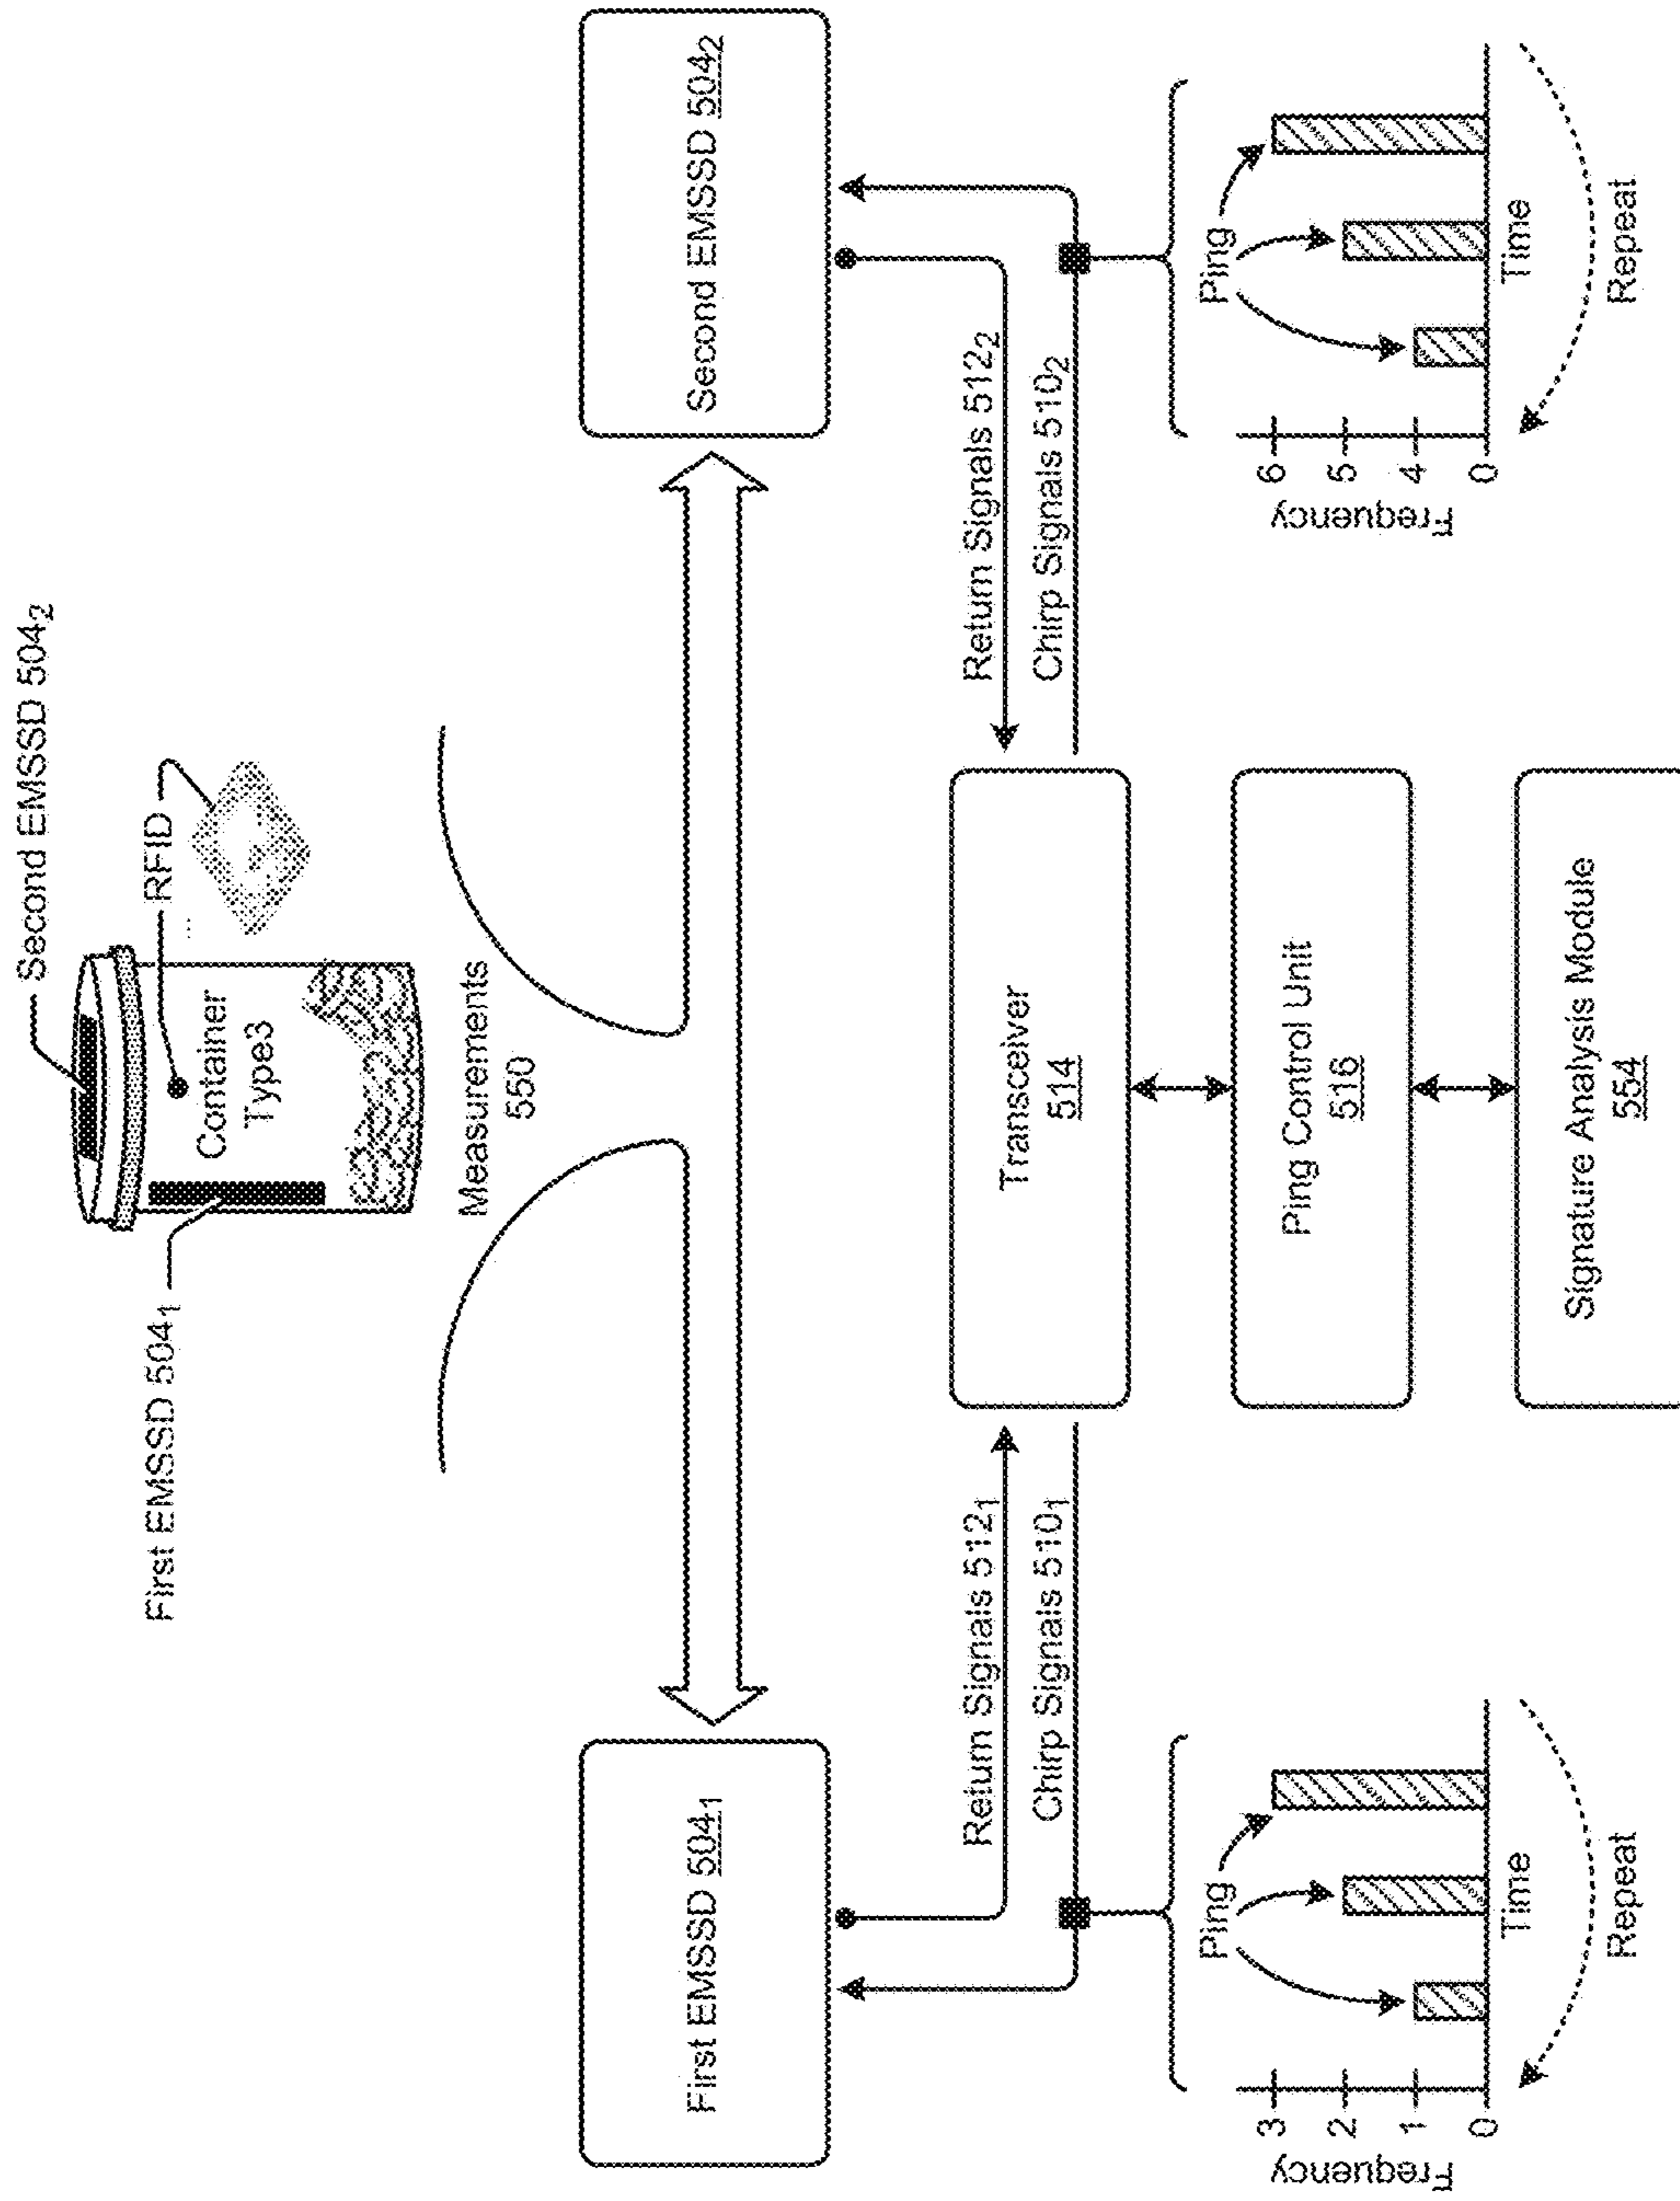 Second EMSSD 504₂
First EMSSD 504₁
RFID
...
Container
Type3
Measurements
550
First EMSSD 504₁
Second EMSSD 504₂
Return Signals 512₁
Chirp Signals 510₁
Return Signals 512₂
Chirp Signals 510₂
Transceiver
514
Ping Control Unit
516
Signature Analysis Module
554
Frequency
3
2
1
0
Ping
Time
Repeat
Frequency
6
5
4
0
Ping
Time
Repeat